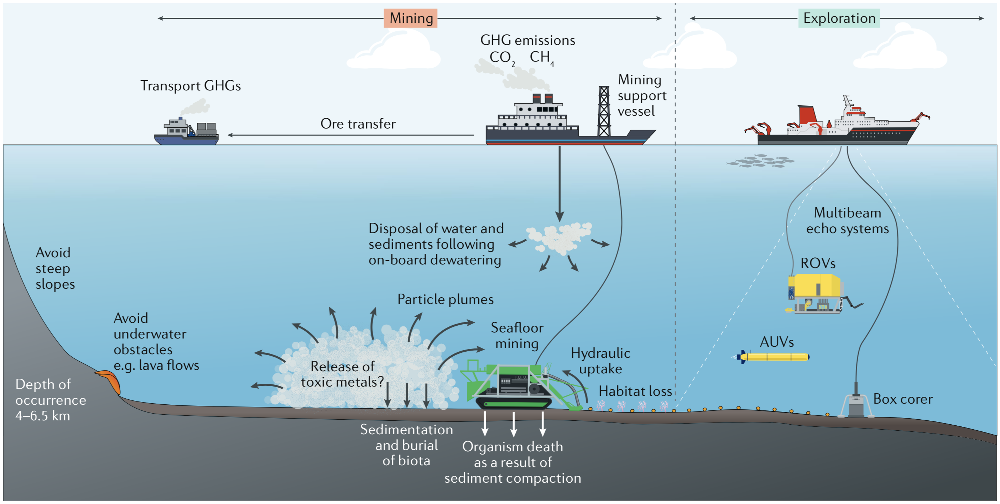 Mining
Exploration
GHG emissions
CO₂ CH₄
Transport GHGs
Mining
support
vessel
Ore transfer
Disposal of water and
sediments following
on-board dewatering
Multibeam
echo systems
Avoid
steep
slopes
ROVs
Particle plumes
Avoid
underwater
obstacles
e.g. lava flows
Seafloor
mining
Hydraulic
uptake
AUVs
Release of
toxic metals?
Habitat loss
Box corer
Depth of
occurrence
4–6.5 km
Sedimentation
and burial
of biota
Organism death
as a result of
sediment compaction